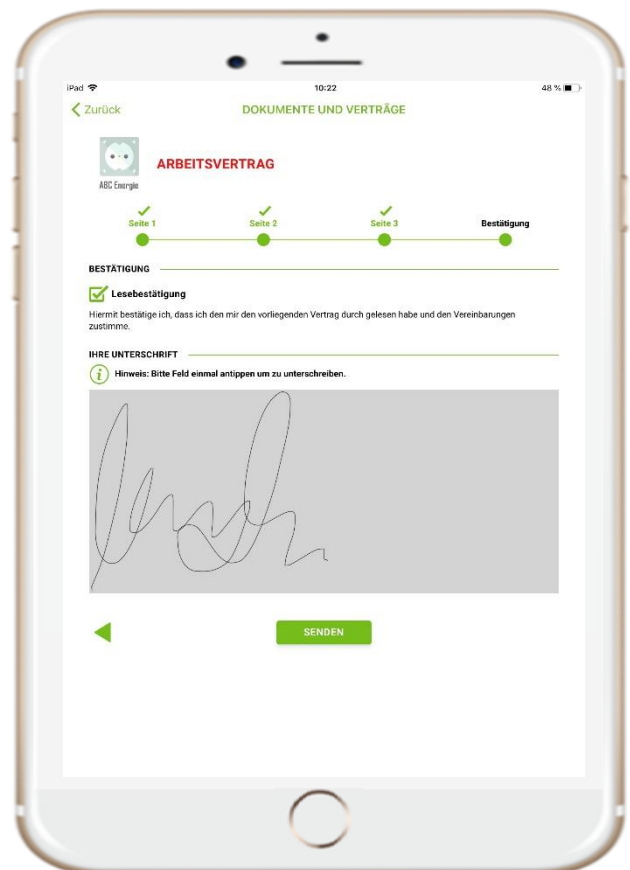 iPad 10:22 48 %
Zurück DOKUMENTE UND VERTRÄGE
ARBEITSVERTRAG
ABC Energie
Seite 1 Seite 2 Seite 3 Bestätigung
BESTÄTIGUNG
Lesebestätigung
Hiermit bestätige ich, dass ich den mir den vorliegenden Vertrag durch gelesen habe und den Vereinbarungen
zustimme.
IHRE UNTERSCHRIFT
i Hinweis: Bitte Feld einmal antippen um zu unterschreiben.
SENDEN